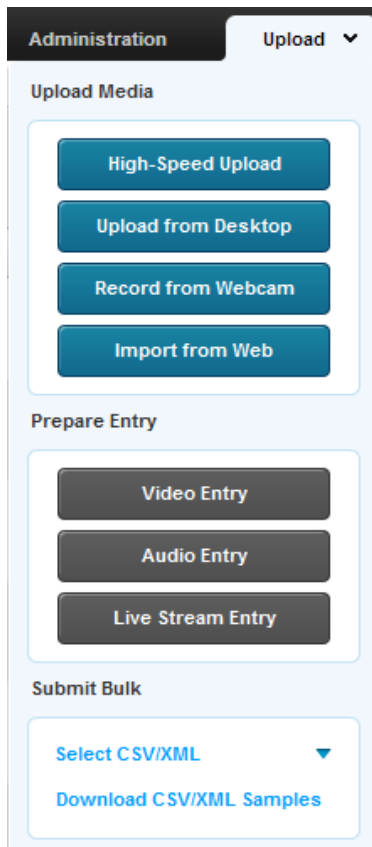 Administration Upload
Upload Media
High-Speed Upload
Upload from Desktop
Record from Webcam
Import from Web
Prepare Entry
Video Entry
Audio Entry
Live Stream Entry
Submit Bulk
Select CSV/XML
Download CSV/XML Samples